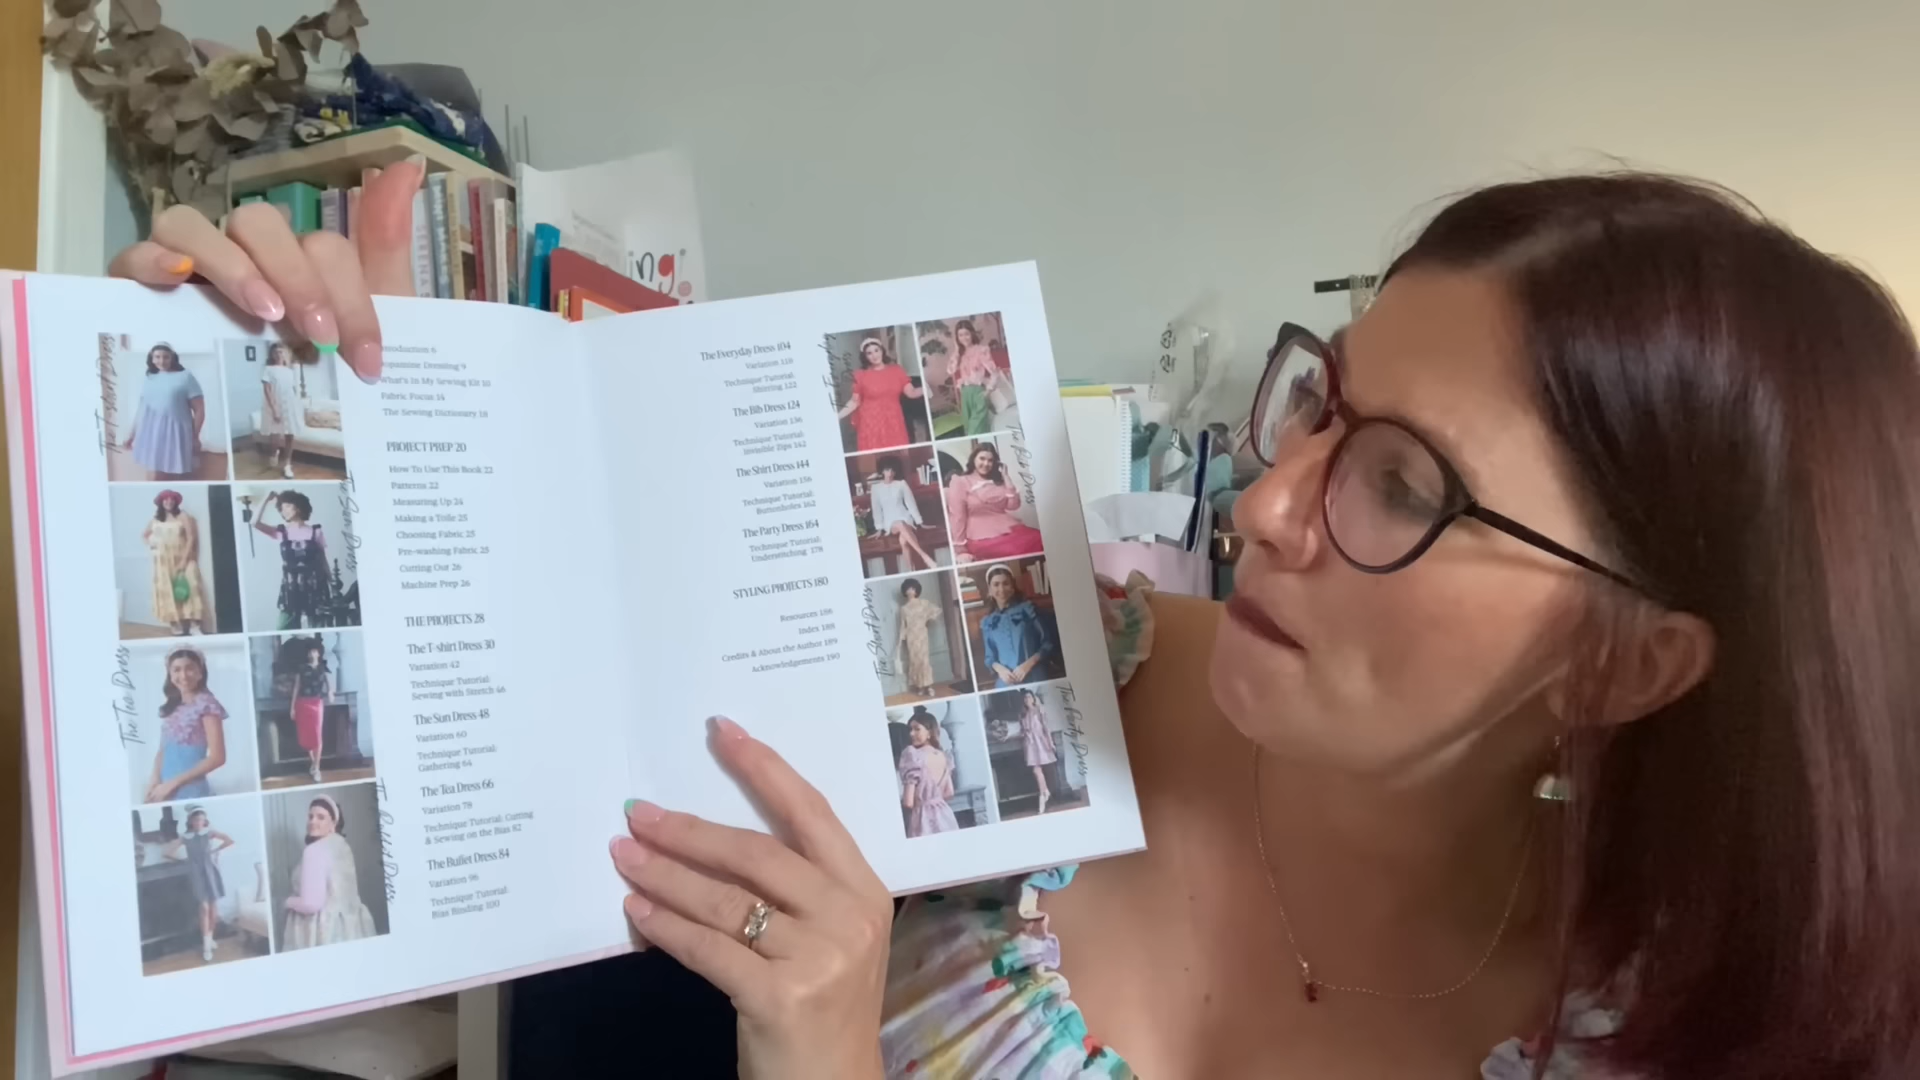 The T-shirt Dress
The Sun Dress
The Tea Dress
Dopamine Dressing 9
What's In My Sewing Kit 10
Fabric Focus 14
The Sewing Dictionary 18
PROJECT PREP 20
How To Use This Book 22
Patterns 22
Measuring Up 24
Making a Toile 25
Choosing Fabric 25
Pre-washing Fabric 25
Cutting Out 26
Machine Prep 26
THE PROJECTS 28
The T-shirt Dress 30
Variation 42
Technique Tutorial:
Sewing with Stretch 46
The Sun Dress 48
Variation 60
Technique Tutorial:
Gathering 64
The Tea Dress 66
Variation 78
Technique Tutorial: Cutting
& Sewing on the Bias 82
The Bullet Dress 84
Variation 96
Technique Tutorial:
Bias Binding 100
The Everyday Dress 104
Variation
Technique Tutorial:
Shirring 122
The Bib Dress 124
Variation 136
Technique Tutorial:
Invisible Zips 142
The Shirt Dress 144
Variation 156
Technique Tutorial:
Buttonholes 162
The Party Dress 164
Technique Tutorial:
Understitching 178
STYLING PROJECTS 180
Resources 186
Index 188
Credits & About the Author 189
Acknowledgements 190
The Everyday
Dress
The Bib Dress
The Shirt Dress
The Party Dress
ing